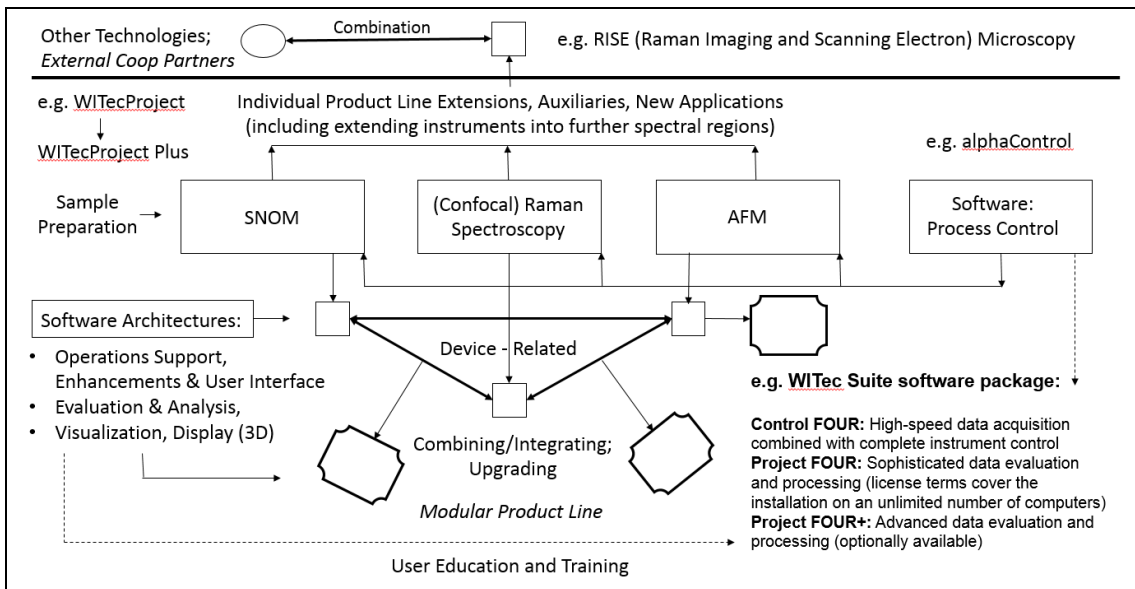 Other Technologies;
External Coop Partners
Combination
e.g. RISE (Raman Imaging and Scanning Electron) Microscopy
e.g. WITecProject
WITecProject Plus
Individual Product Line Extensions, Auxiliaries, New Applications
(including extending instruments into further spectral regions)
e.g. alphaControl
Sample
Preparation
SNOM
(Confocal) Raman
Spectroscopy
AFM
Software:
Process Control
Software Architectures:
• Operations Support,
Enhancements & User Interface
• Evaluation & Analysis,
• Visualization, Display (3D)
Device - Related
Combining/Integrating;
Upgrading
Modular Product Line
e.g. WITec Suite software package:
Control FOUR: High-speed data acquisition
combined with complete instrument control
Project FOUR: Sophisticated data evaluation
and processing (license terms cover the
installation on an unlimited number of computers)
Project FOUR+: Advanced data evaluation and
processing (optionally available)
User Education and Training